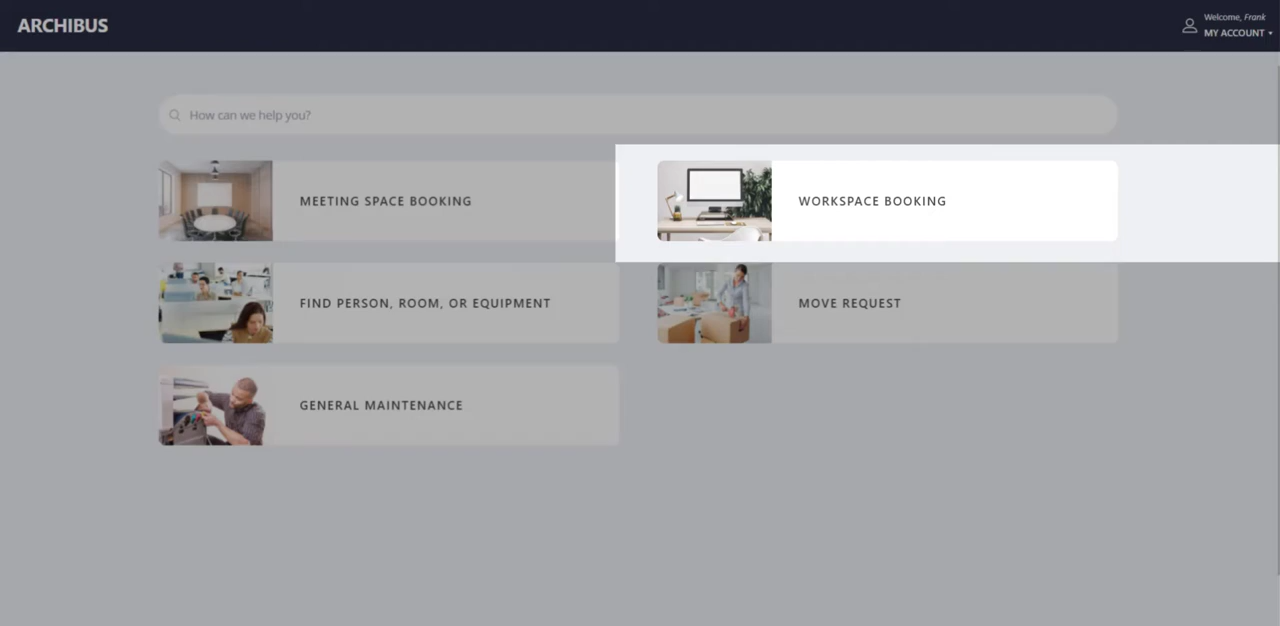 ARCHIBUS
Welcome, Frank
MY ACCOUNT
How can we help you?
MEETING SPACE BOOKING
WORKSPACE BOOKING
FIND PERSON, ROOM, OR EQUIPMENT
MOVE REQUEST
GENERAL MAINTENANCE